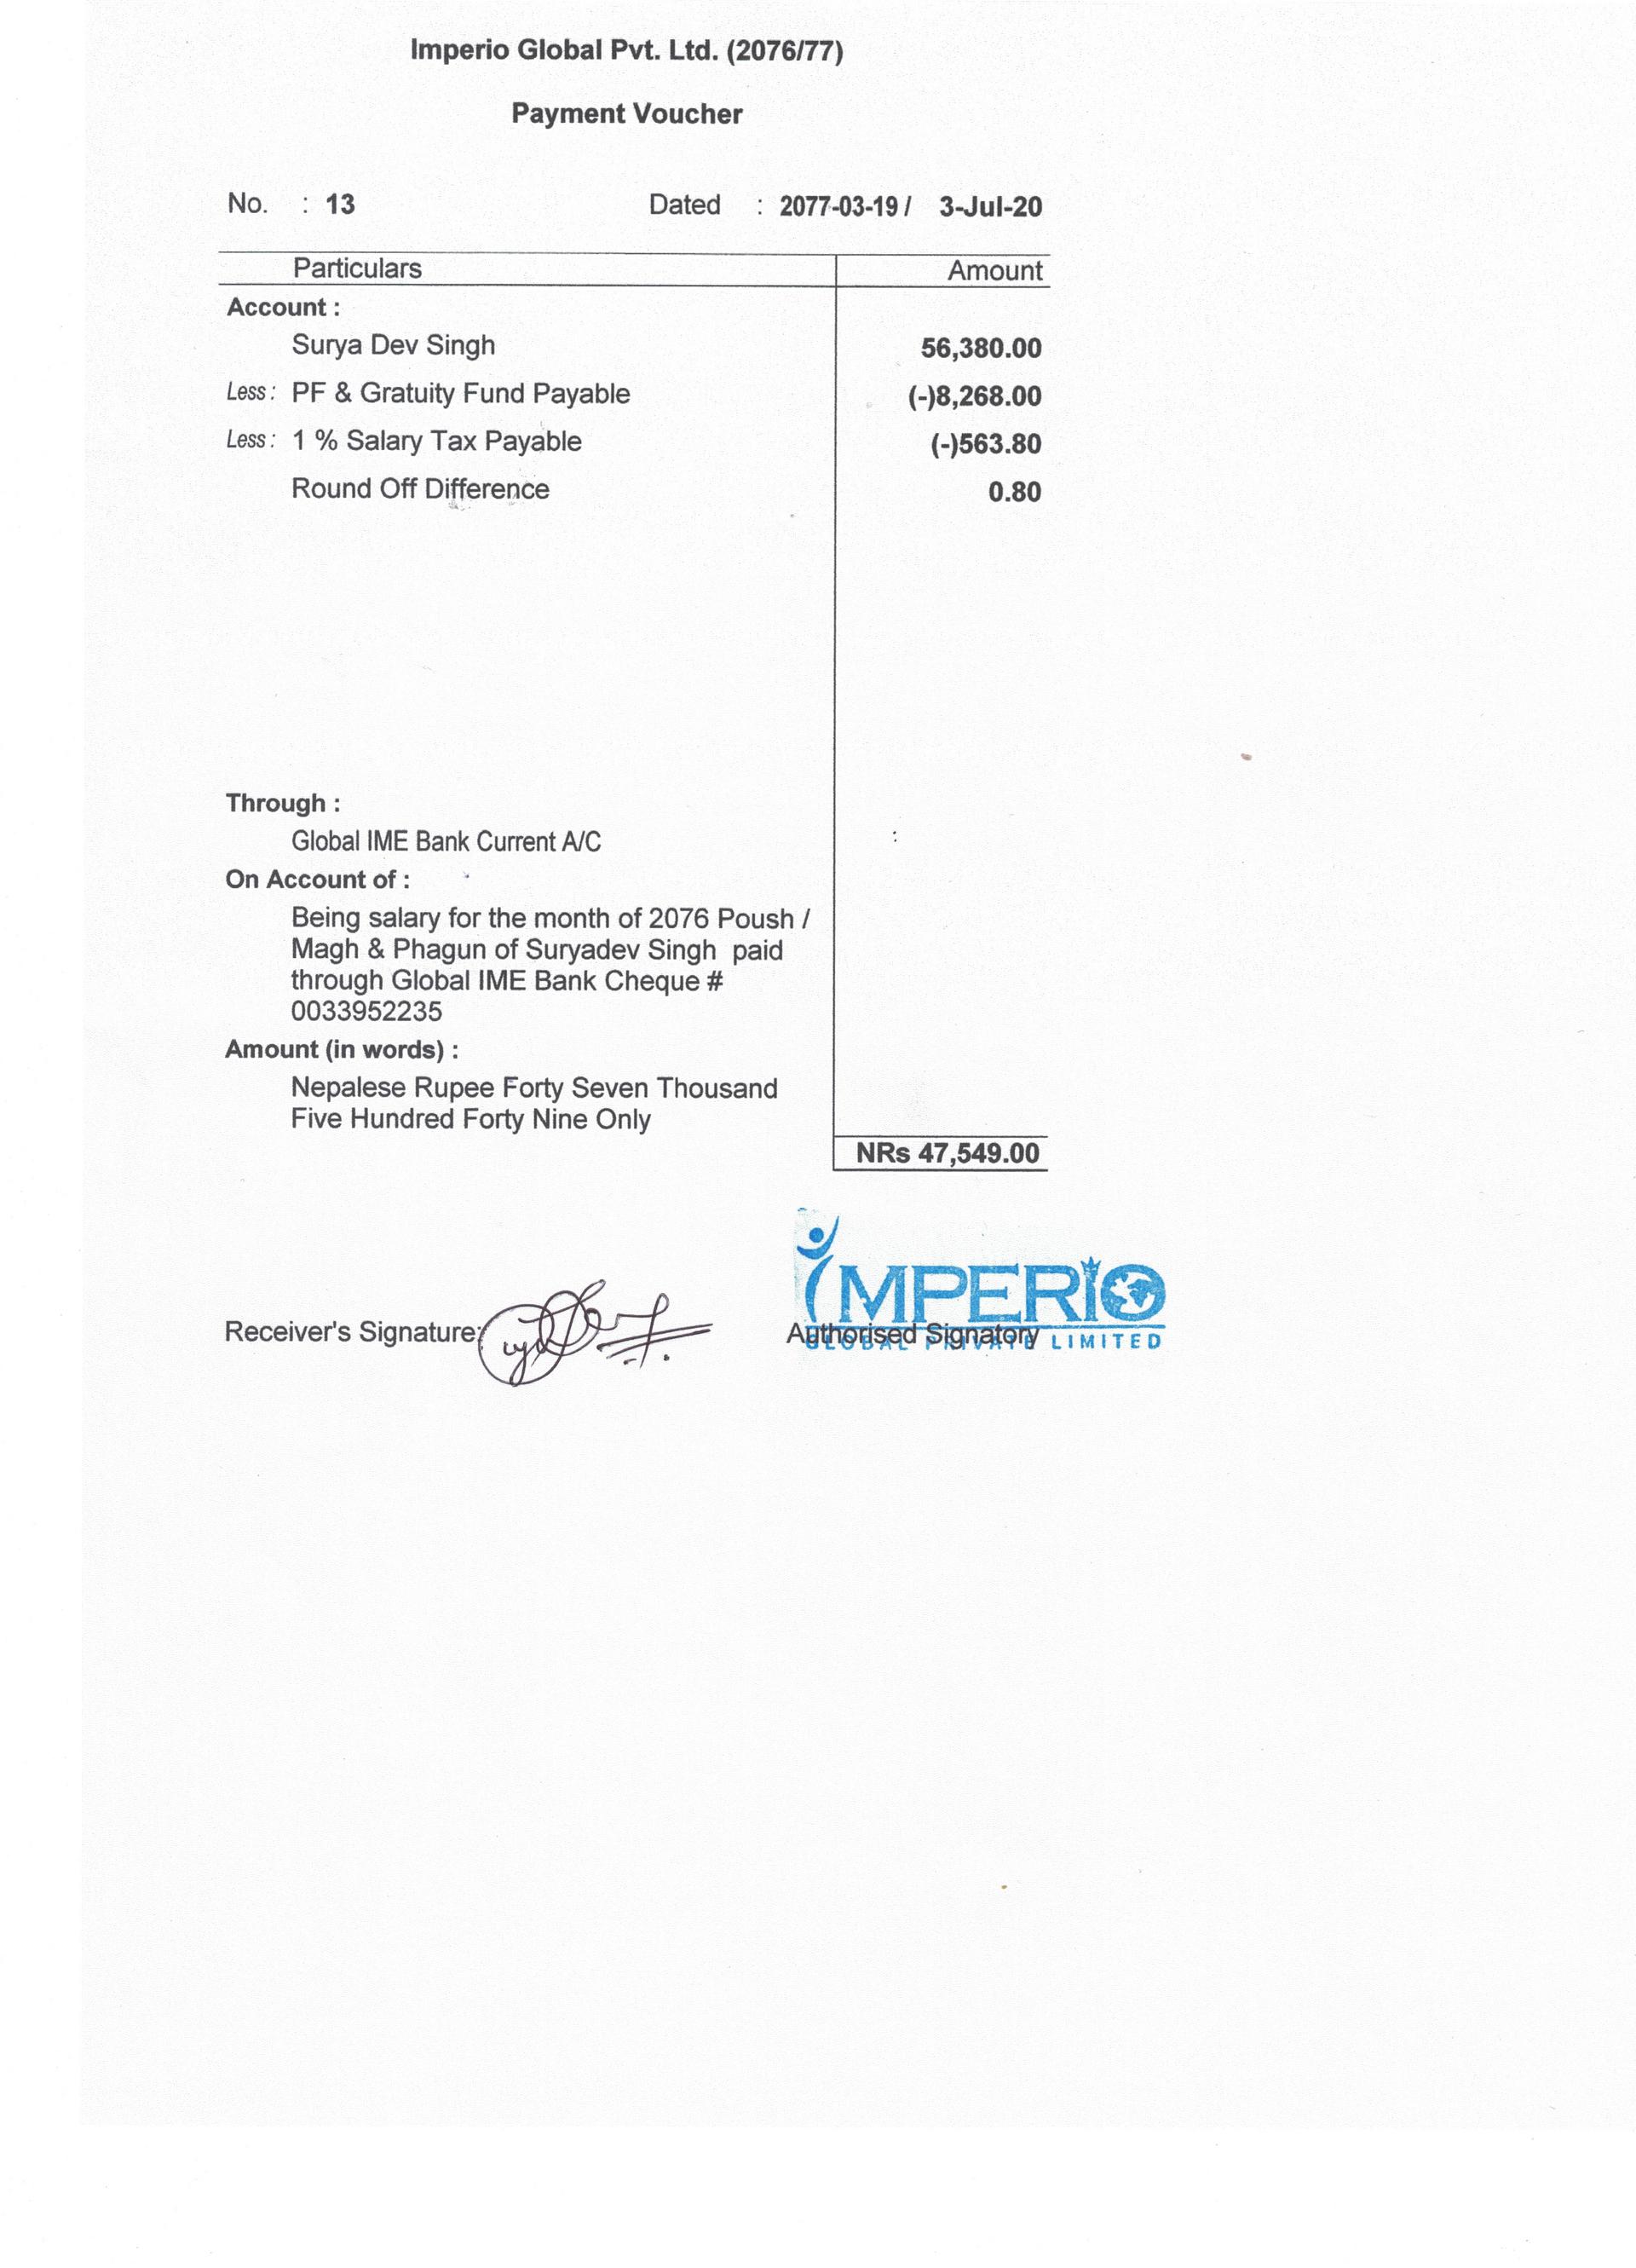 Imperio Global Pvt. Ltd. (2076/77)
Payment Voucher
No. : 13 Dated : 2077-03-19 / 3-Jul-20
Particulars Amount
Account :
Surya Dev Singh 56,380.00
Less : PF & Gratuity Fund Payable (-)8,268.00
Less : 1 % Salary Tax Payable (-)563.80
Round Off Difference 0.80
Through :
Global IME Bank Current A/C
On Account of :
Being salary for the month of 2076 Poush /
Magh & Phagun of Suryadev Singh paid
through Global IME Bank Cheque #
0033952235
Amount (in words) :
Nepalese Rupee Forty Seven Thousand
Five Hundred Forty Nine Only
NRs 47,549.00
IMPERIO
GLOBAL PRIVATE LIMITED
Receiver's Signature: Authorised Signatory